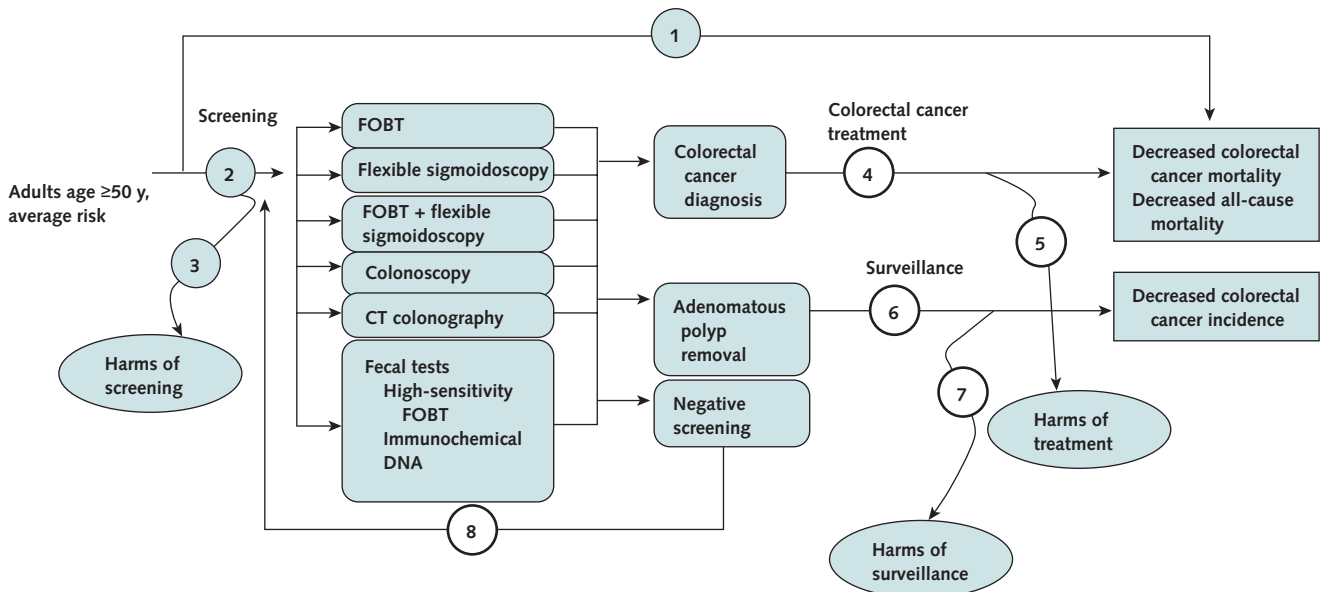 1
Screening
2
Adults age ≥50 y,
average risk
3
Harms of
screening
FOBT
Flexible sigmoidoscopy
FOBT + flexible
sigmoidoscopy
Colonoscopy
CT colonography
Fecal tests
High-sensitivity
FOBT
Immunochemical
DNA
Colorectal
cancer
diagnosis
Adenomatous
polyp
removal
Negative
screening
8
Colorectal cancer
treatment
4
5
Surveillance
6
7
Harms of
treatment
Harms of
surveillance
Decreased colorectal
cancer mortality
Decreased all-cause
mortality
Decreased colorectal
cancer incidence